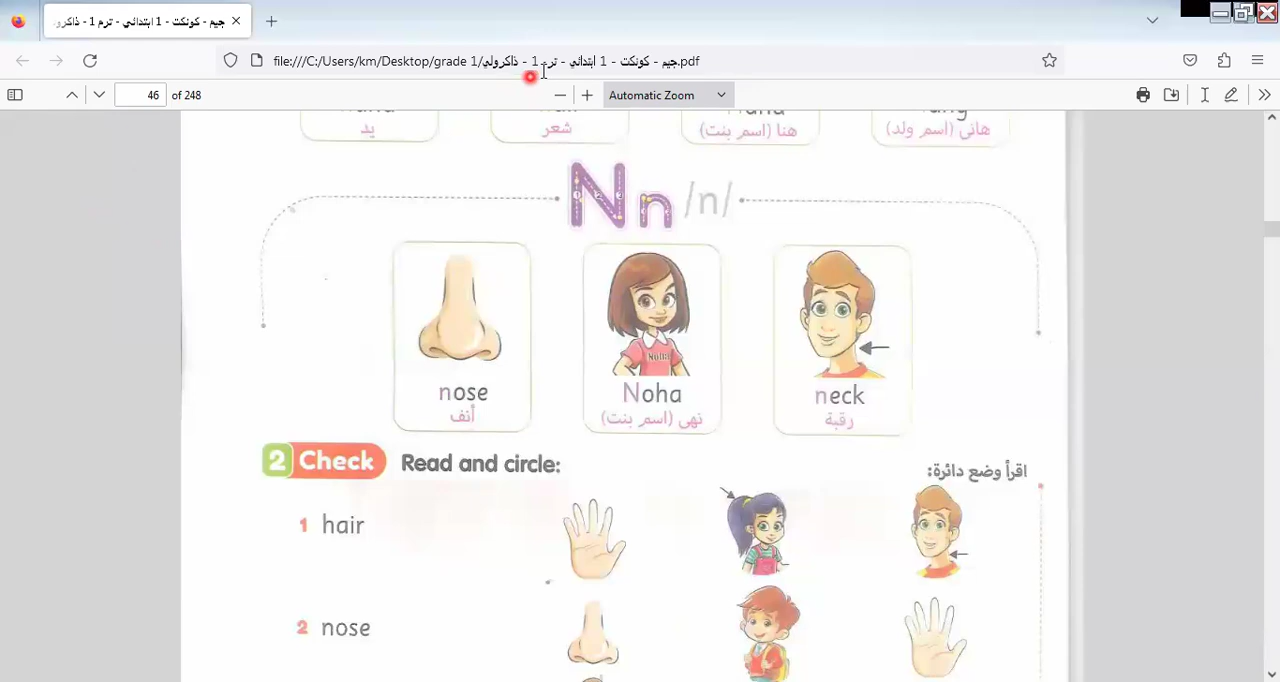 جيم - كونكت - 1 ابتدائي - ترم 1 - ذاكرولي
file:///C:/Users/km/Desktop/grade 1/جيم - كونكت - 1 ابتدائي - ترم 1 - ذاكرولي.pdf
46 of 248
Automatic Zoom
يد
شعر
هنا (اسم بنت)
هانى (اسم ولد)
Nn /n/
NOHA
nose
Noha
neck
أنف
نهى (اسم بنت)
رقبة
2 Check Read and circle:
اقرأ وضع دائرة:
1 hair
2 nose